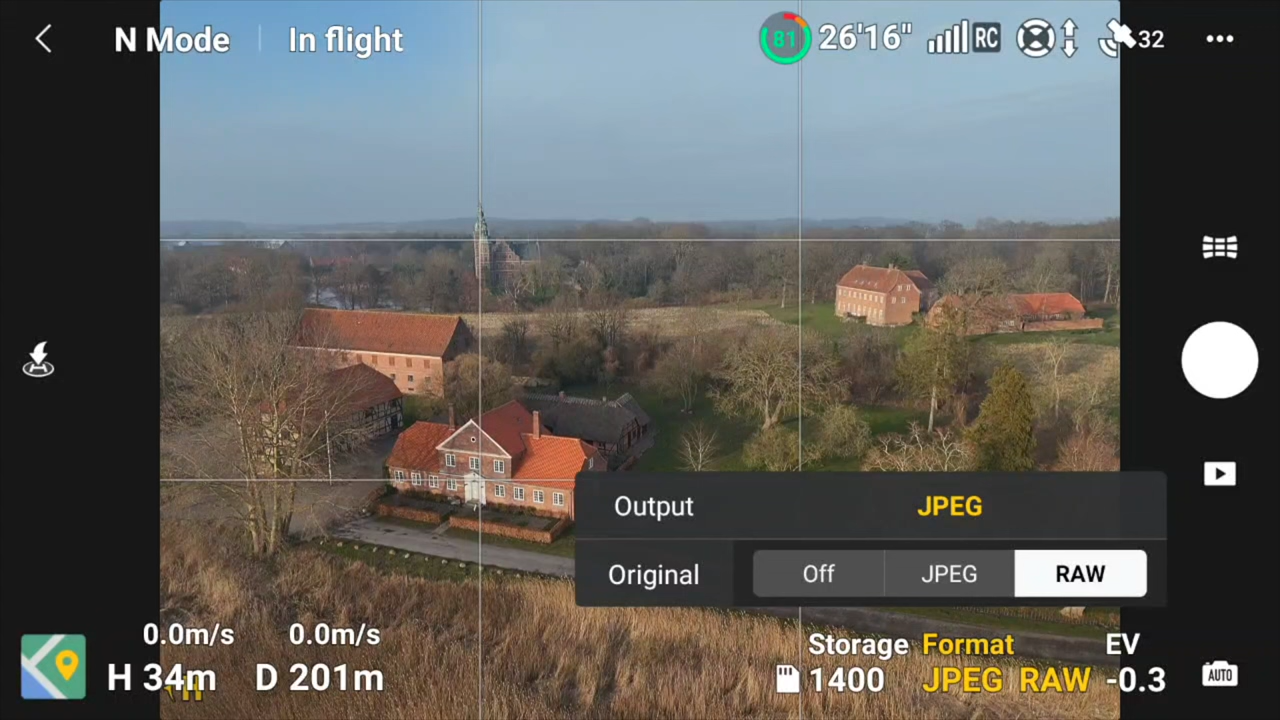 N Mode In flight 81 26'16" RC 32
Output JPEG
Original Off JPEG RAW
0.0m/s 0.0m/s
H 34m D 201m
Storage Format EV
1400 JPEG RAW -0.3
AUTO